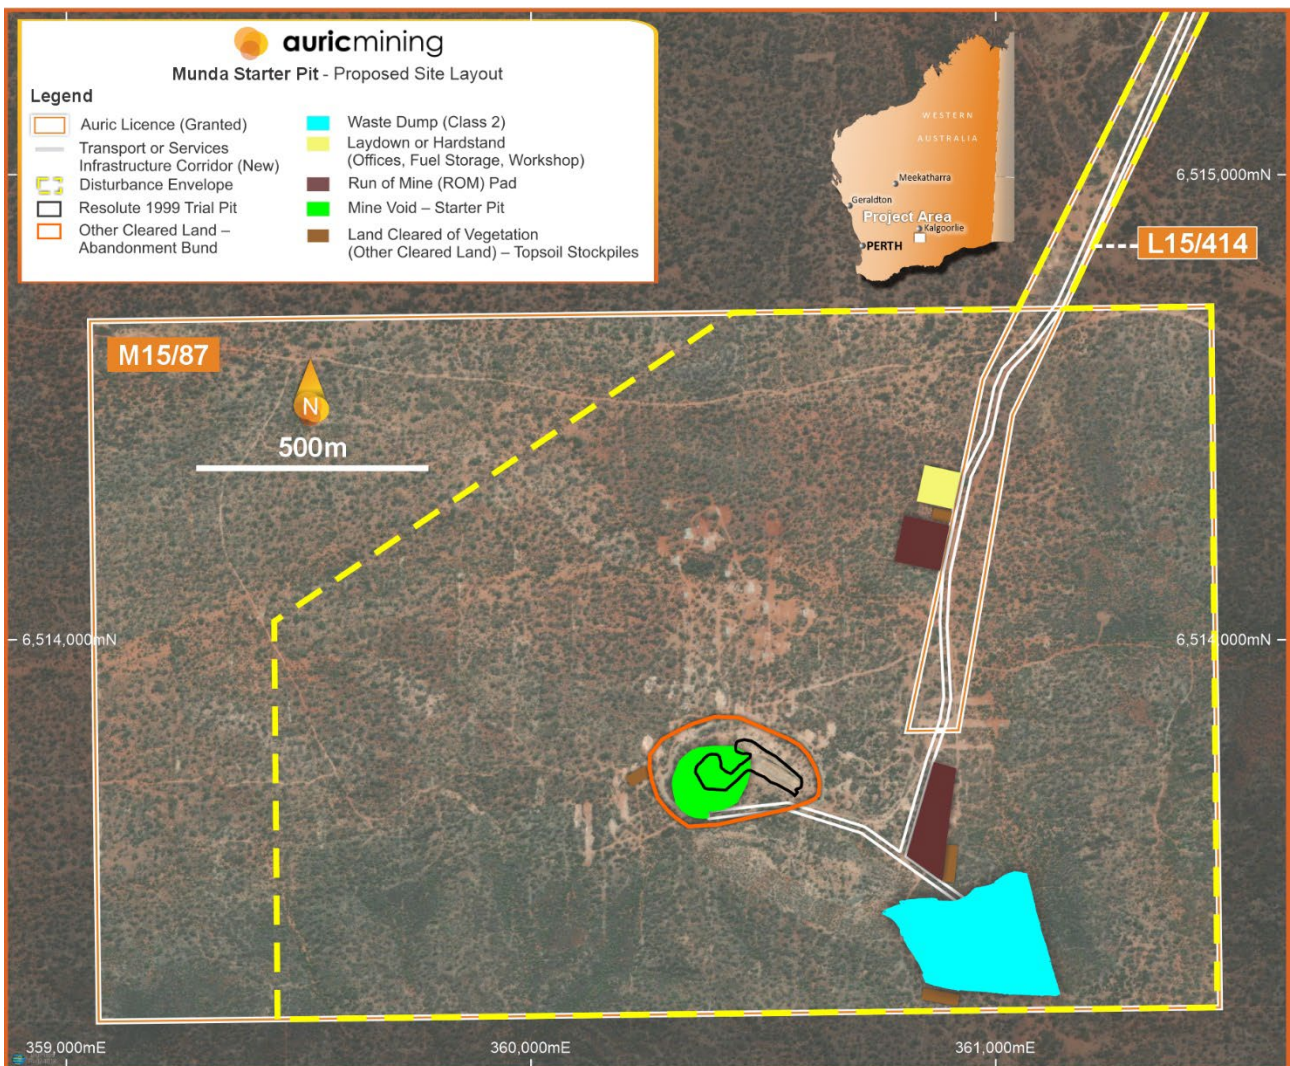 auricmining
Munda Starter Pit - Proposed Site Layout
Legend
Auric Licence (Granted)
Transport or Services
Infrastructure Corridor (New)
Disturbance Envelope
Resolute 1999 Trial Pit
Other Cleared Land –
Abandonment Bund
Waste Dump (Class 2)
Laydown or Hardstand
(Offices, Fuel Storage, Workshop)
Run of Mine (ROM) Pad
Mine Void – Starter Pit
Land Cleared of Vegetation
(Other Cleared Land) – Topsoil Stockpiles
WESTERN
AUSTRALIA
Meekatharra
Geraldton
Project Area
Kalgoorlie
PERTH
6,515,000mN
L15/414
M15/87
N
500m
6,514,000mN
6,514,000mN
359,000mE
360,000mE
361,000mE